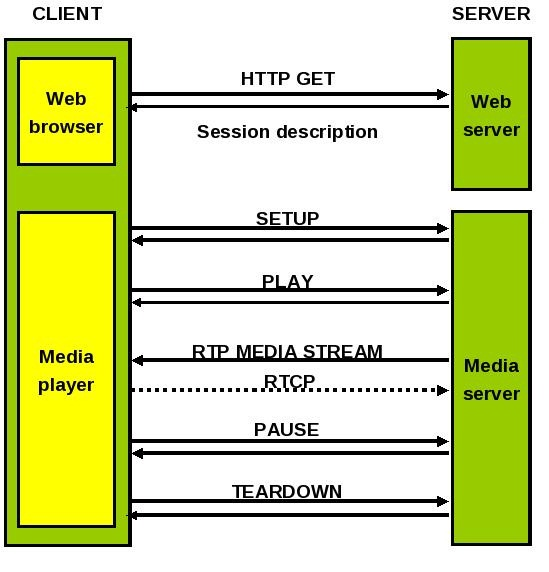 CLIENT
SERVER
Web
browser
HTTP GET
Session description
Web
server
SETUP
PLAY
RTP MEDIA STREAM
RTCP
PAUSE
TEARDOWN
Media
player
Media
server